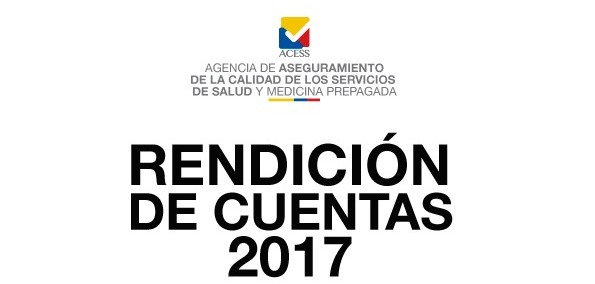 ACESS
AGENCIA DE ASEGURAMIENTO
DE LA CALIDAD DE LOS SERVICIOS
DE SALUD Y MEDICINA PREPAGADA
RENDICIÓN
DE CUENTAS
2017